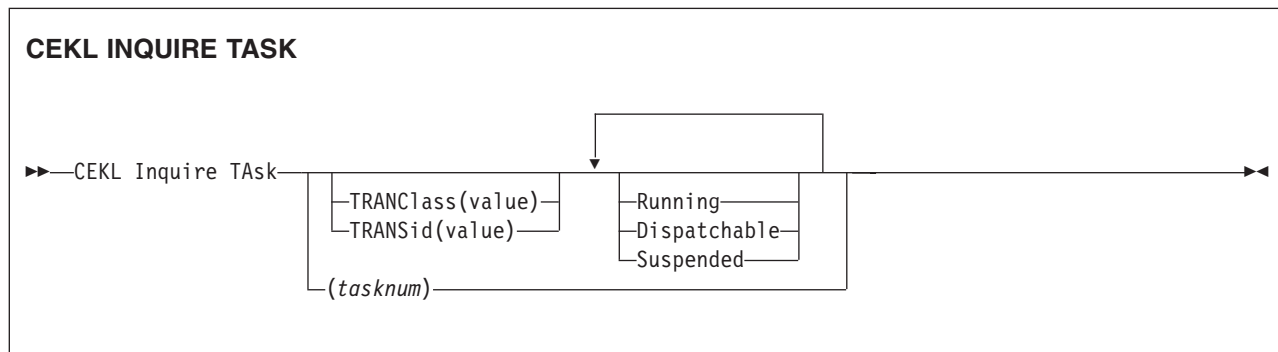 CEKL INQUIRE TASK
CEKL Inquire TAsk
TRANClass(value)
TRANSid(value)
Running
Dispatchable
Suspended
(tasknum)